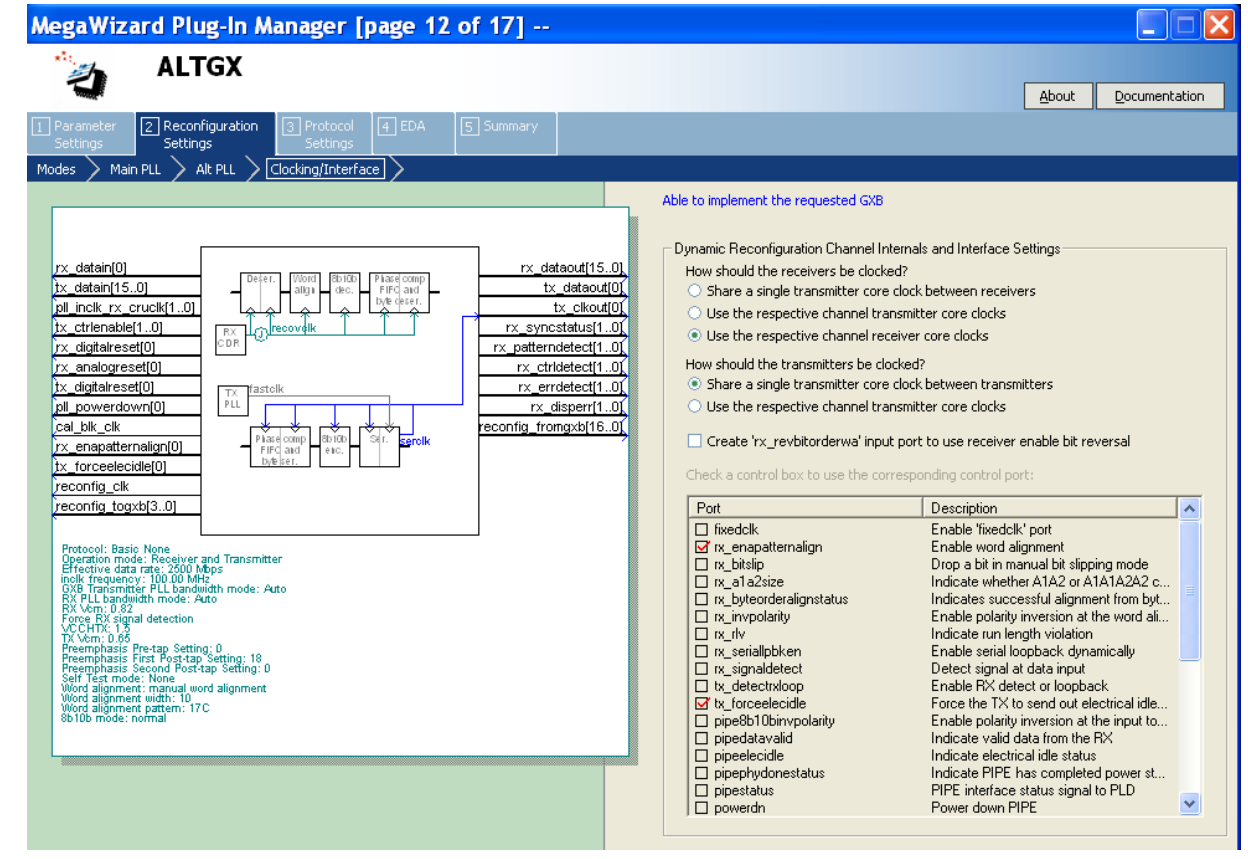 MegaWizard Plug-In Manager [page 12 of 17] --
ALTGX
About
Documentation
1 Parameter Settings
2 Reconfiguration Settings
3 Protocol Settings
4 EDA
5 Summary
Modes
Main PLL
Alt PLL
Clocking/Interface
rx_datain[0]
tx_datain[15..0]
pll_inclk_rx_cruclk[1..0]
tx_ctrlenable[1..0]
rx_digitalreset[0]
rx_analogreset[0]
tx_digitalreset[0]
pll_powerdown[0]
cal_blk_clk
rx_enapatternalign[0]
tx_forceelecidle[0]
reconfig_clk
reconfig_togxb[3..0]
Deser.
Word
align
8b10b
dec.
Phase comp
FIFO and
byte deser.
RX
CDR
recovclk
TX
PLL
fastclk
Phase comp
FIFO and
byte ser.
8b10b
enc.
Ser.
serclk
rx_dataout[15..0]
tx_dataout[0]
tx_clkout[0]
rx_syncstatus[1..0]
rx_patterndetect[1..0]
rx_ctrldetect[1..0]
rx_errdetect[1..0]
rx_disperr[1..0]
reconfig_fromgxb[16..0]
Protocol: Basic None
Operation mode: Receiver and Transmitter
Effective data rate: 2500 Mbps
inclk frequency: 100.00 MHz
GXB Transmitter PLL bandwidth mode: Auto
RX PLL bandwidth mode: Auto
RX Vcm: 0.82
Force RX signal detection
VCCHTX: 1.5
TX Vcm: 0.65
Preemphasis Pre-tap Setting: 0
Preemphasis First Post-tap Setting: 18
Preemphasis Second Post-tap Setting: 0
Self Test mode: None
Word alignment: manual word alignment
Word alignment width: 10
Word alignment pattern: 17C
8b10b mode: normal
Able to implement the requested GXB
Dynamic Reconfiguration Channel Internals and Interface Settings
How should the receivers be clocked?
Share a single transmitter core clock between receivers
Use the respective channel transmitter core clocks
Use the respective channel receiver core clocks
How should the transmitters be clocked?
Share a single transmitter core clock between transmitters
Use the respective channel transmitter core clocks
Create 'rx_revbitorderwa' input port to use receiver enable bit reversal
Check a control box to use the corresponding control port:
Port Description
fixedclk Enable 'fixedclk' port
rx_enapatternalign Enable word alignment
rx_bitslip Drop a bit in manual bit slipping mode
rx_a1a2size Indicate whether A1A2 or A1A1A2A2 c...
rx_byteorderalignstatus Indicates successful alignment from byt...
rx_invpolarity Enable polarity inversion at the word ali...
rx_rlv Indicate run length violation
rx_seriallpbken Enable serial loopback dynamically
rx_signaldetect Detect signal at data input
tx_detectrxloop Enable RX detect or loopback
tx_forceelecidle Force the TX to send out electrical idle...
pipe8b10binvpolarity Enable polarity inversion at the input to...
pipedatavalid Indicate valid data from the RX
pipeelecidle Indicate electrical idle status
pipephydonestatus Indicate PIPE has completed power st...
pipestatus PIPE interface status signal to PLD
powerdn Power down PIPE